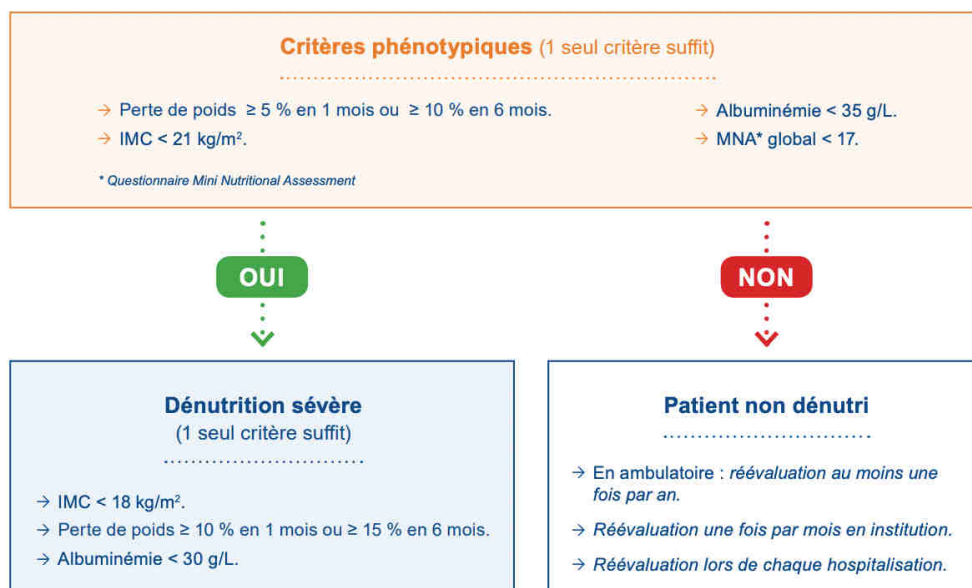 Critères phénotypiques (1 seul critère suffit)
→ Perte de poids ≥ 5 % en 1 mois ou ≥ 10 % en 6 mois.
→ IMC < 21 kg/m².
→ Albuminémie < 35 g/L.
→ MNA* global < 17.
* Questionnaire Mini Nutritional Assessment
OUI
NON
Dénutrition sévère
(1 seul critère suffit)
→ IMC < 18 kg/m².
→ Perte de poids ≥ 10 % en 1 mois ou ≥ 15 % en 6 mois.
→ Albuminémie < 30 g/L.
Patient non dénutri
→ En ambulatoire : réévaluation au moins une
fois par an.
→ Réévaluation une fois par mois en institution.
→ Réévaluation lors de chaque hospitalisation.